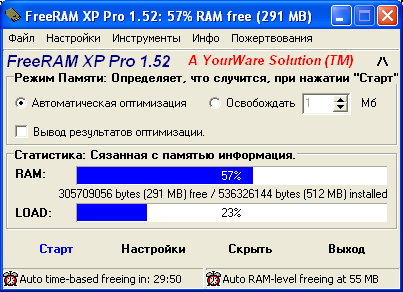 FreeRAM XP Pro 1.52: 57% RAM free (291 MB)
Файл Настройки Инструменты Инфо Пожертвования
FreeRAM XP Pro 1.52 A YourWare Solution (TM) /\
Режим Памяти: Определяет, что случится, при нажатии "Старт"
Автоматическая оптимизация Освобождать 1 Мб
Вывод результатов оптимизации.
Статистика: Связанная с памятью информация.
RAM: 57%
305709056 bytes (291 MB) free / 536326144 bytes (512 MB) installed
LOAD: 23%
Старт Настройки Скрыть Выход
Auto time-based freeing in: 29:50 Auto RAM-level freeing at 55 MB